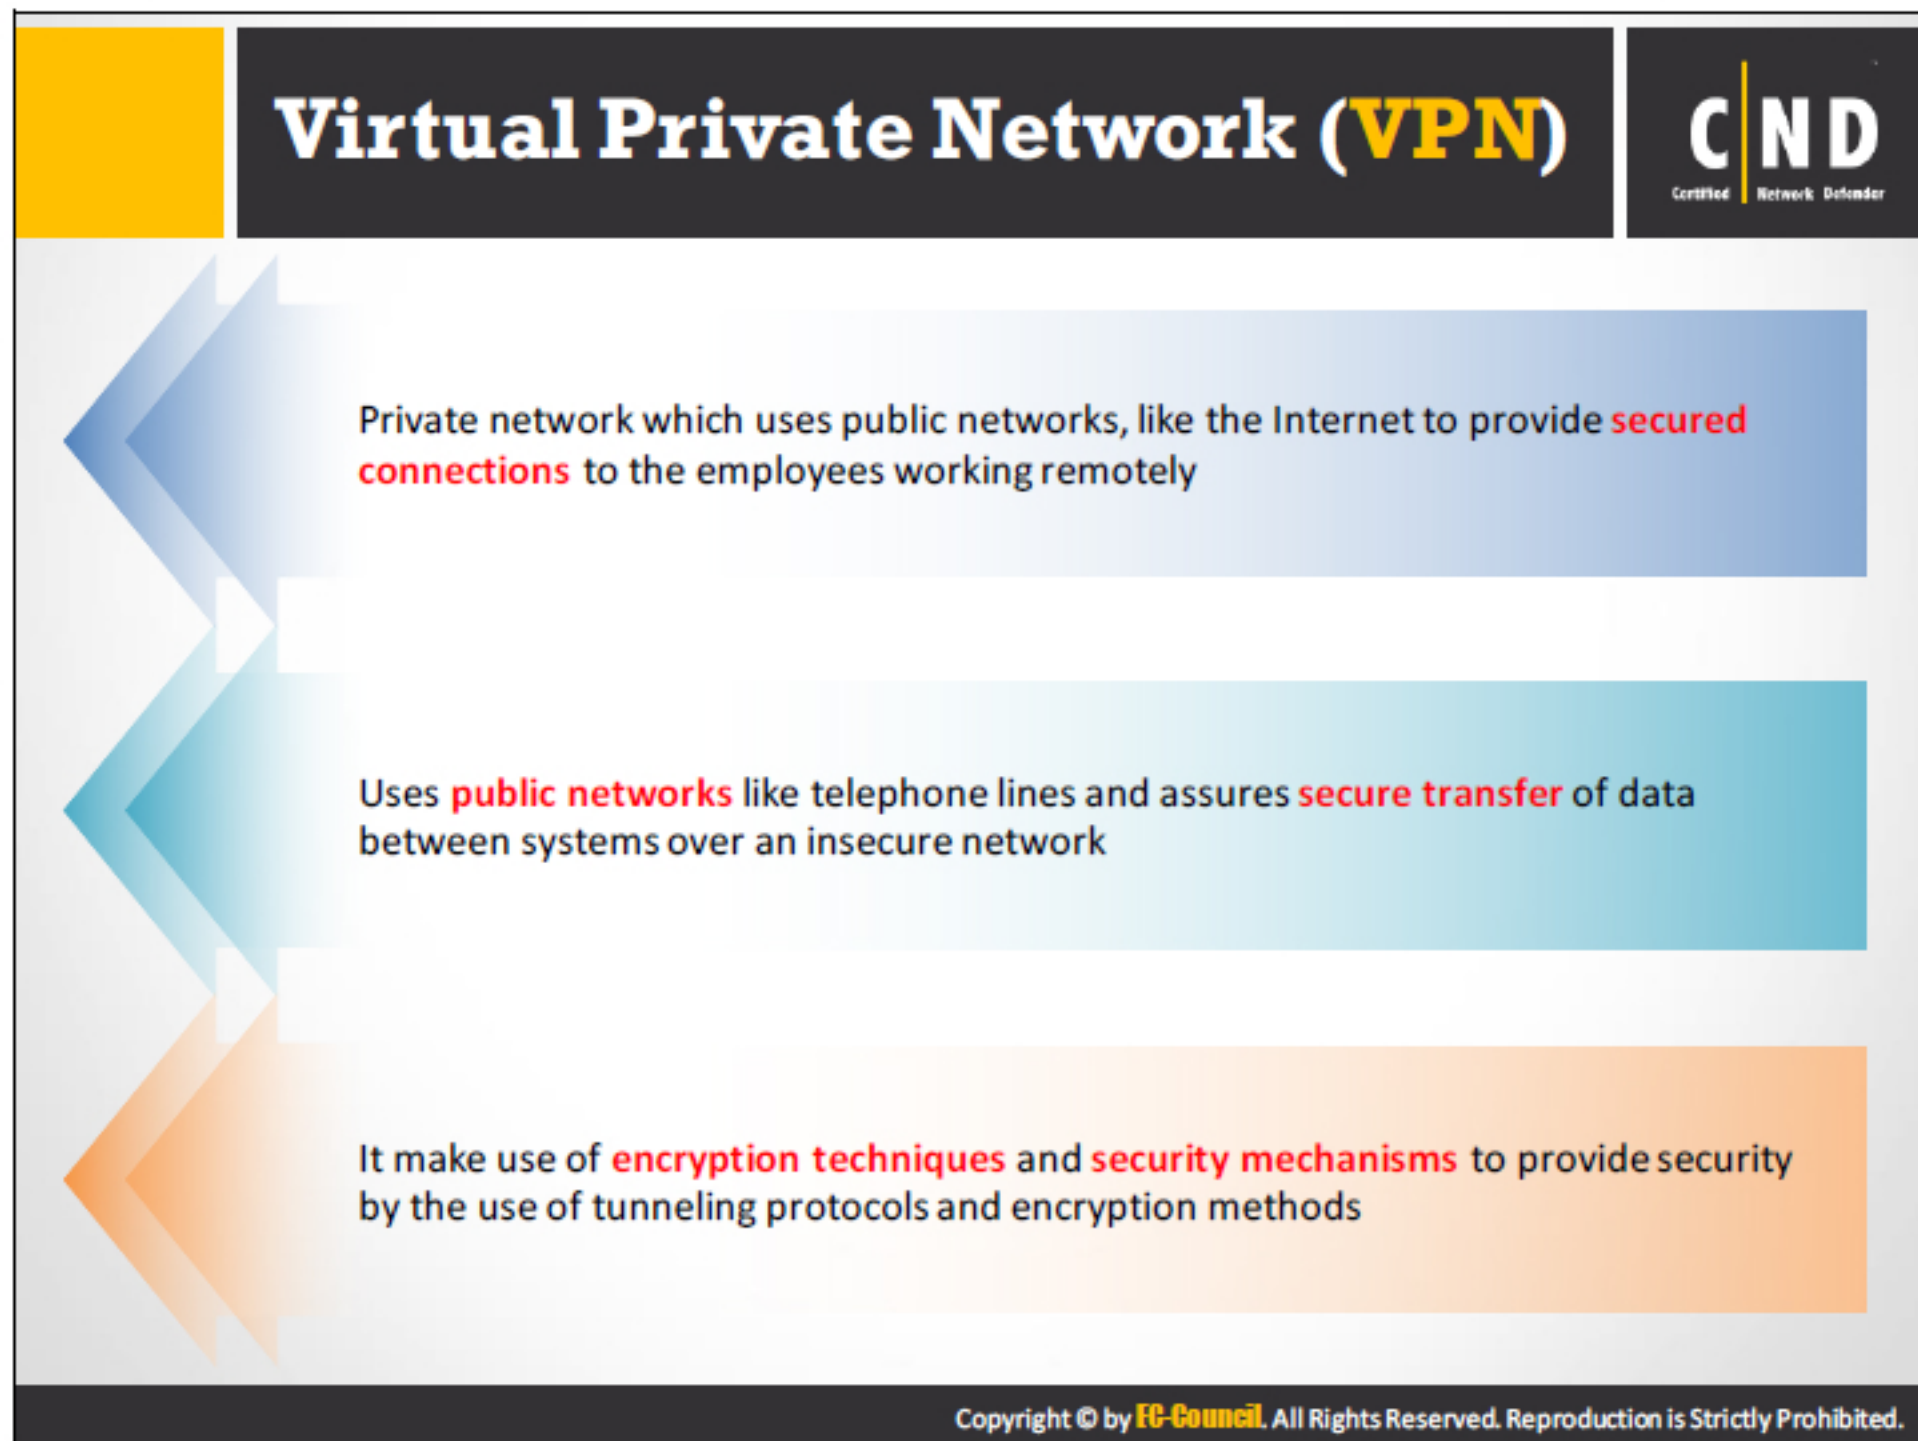 Virtual Private Network (VPN)
C|ND
Certified Network Defender
Private network which uses public networks, like the Internet to provide secured
connections to the employees working remotely
Uses public networks like telephone lines and assures secure transfer of data
between systems over an insecure network
It make use of encryption techniques and security mechanisms to provide security
by the use of tunneling protocols and encryption methods
Copyright © by EC-Council. All Rights Reserved. Reproduction is Strictly Prohibited.